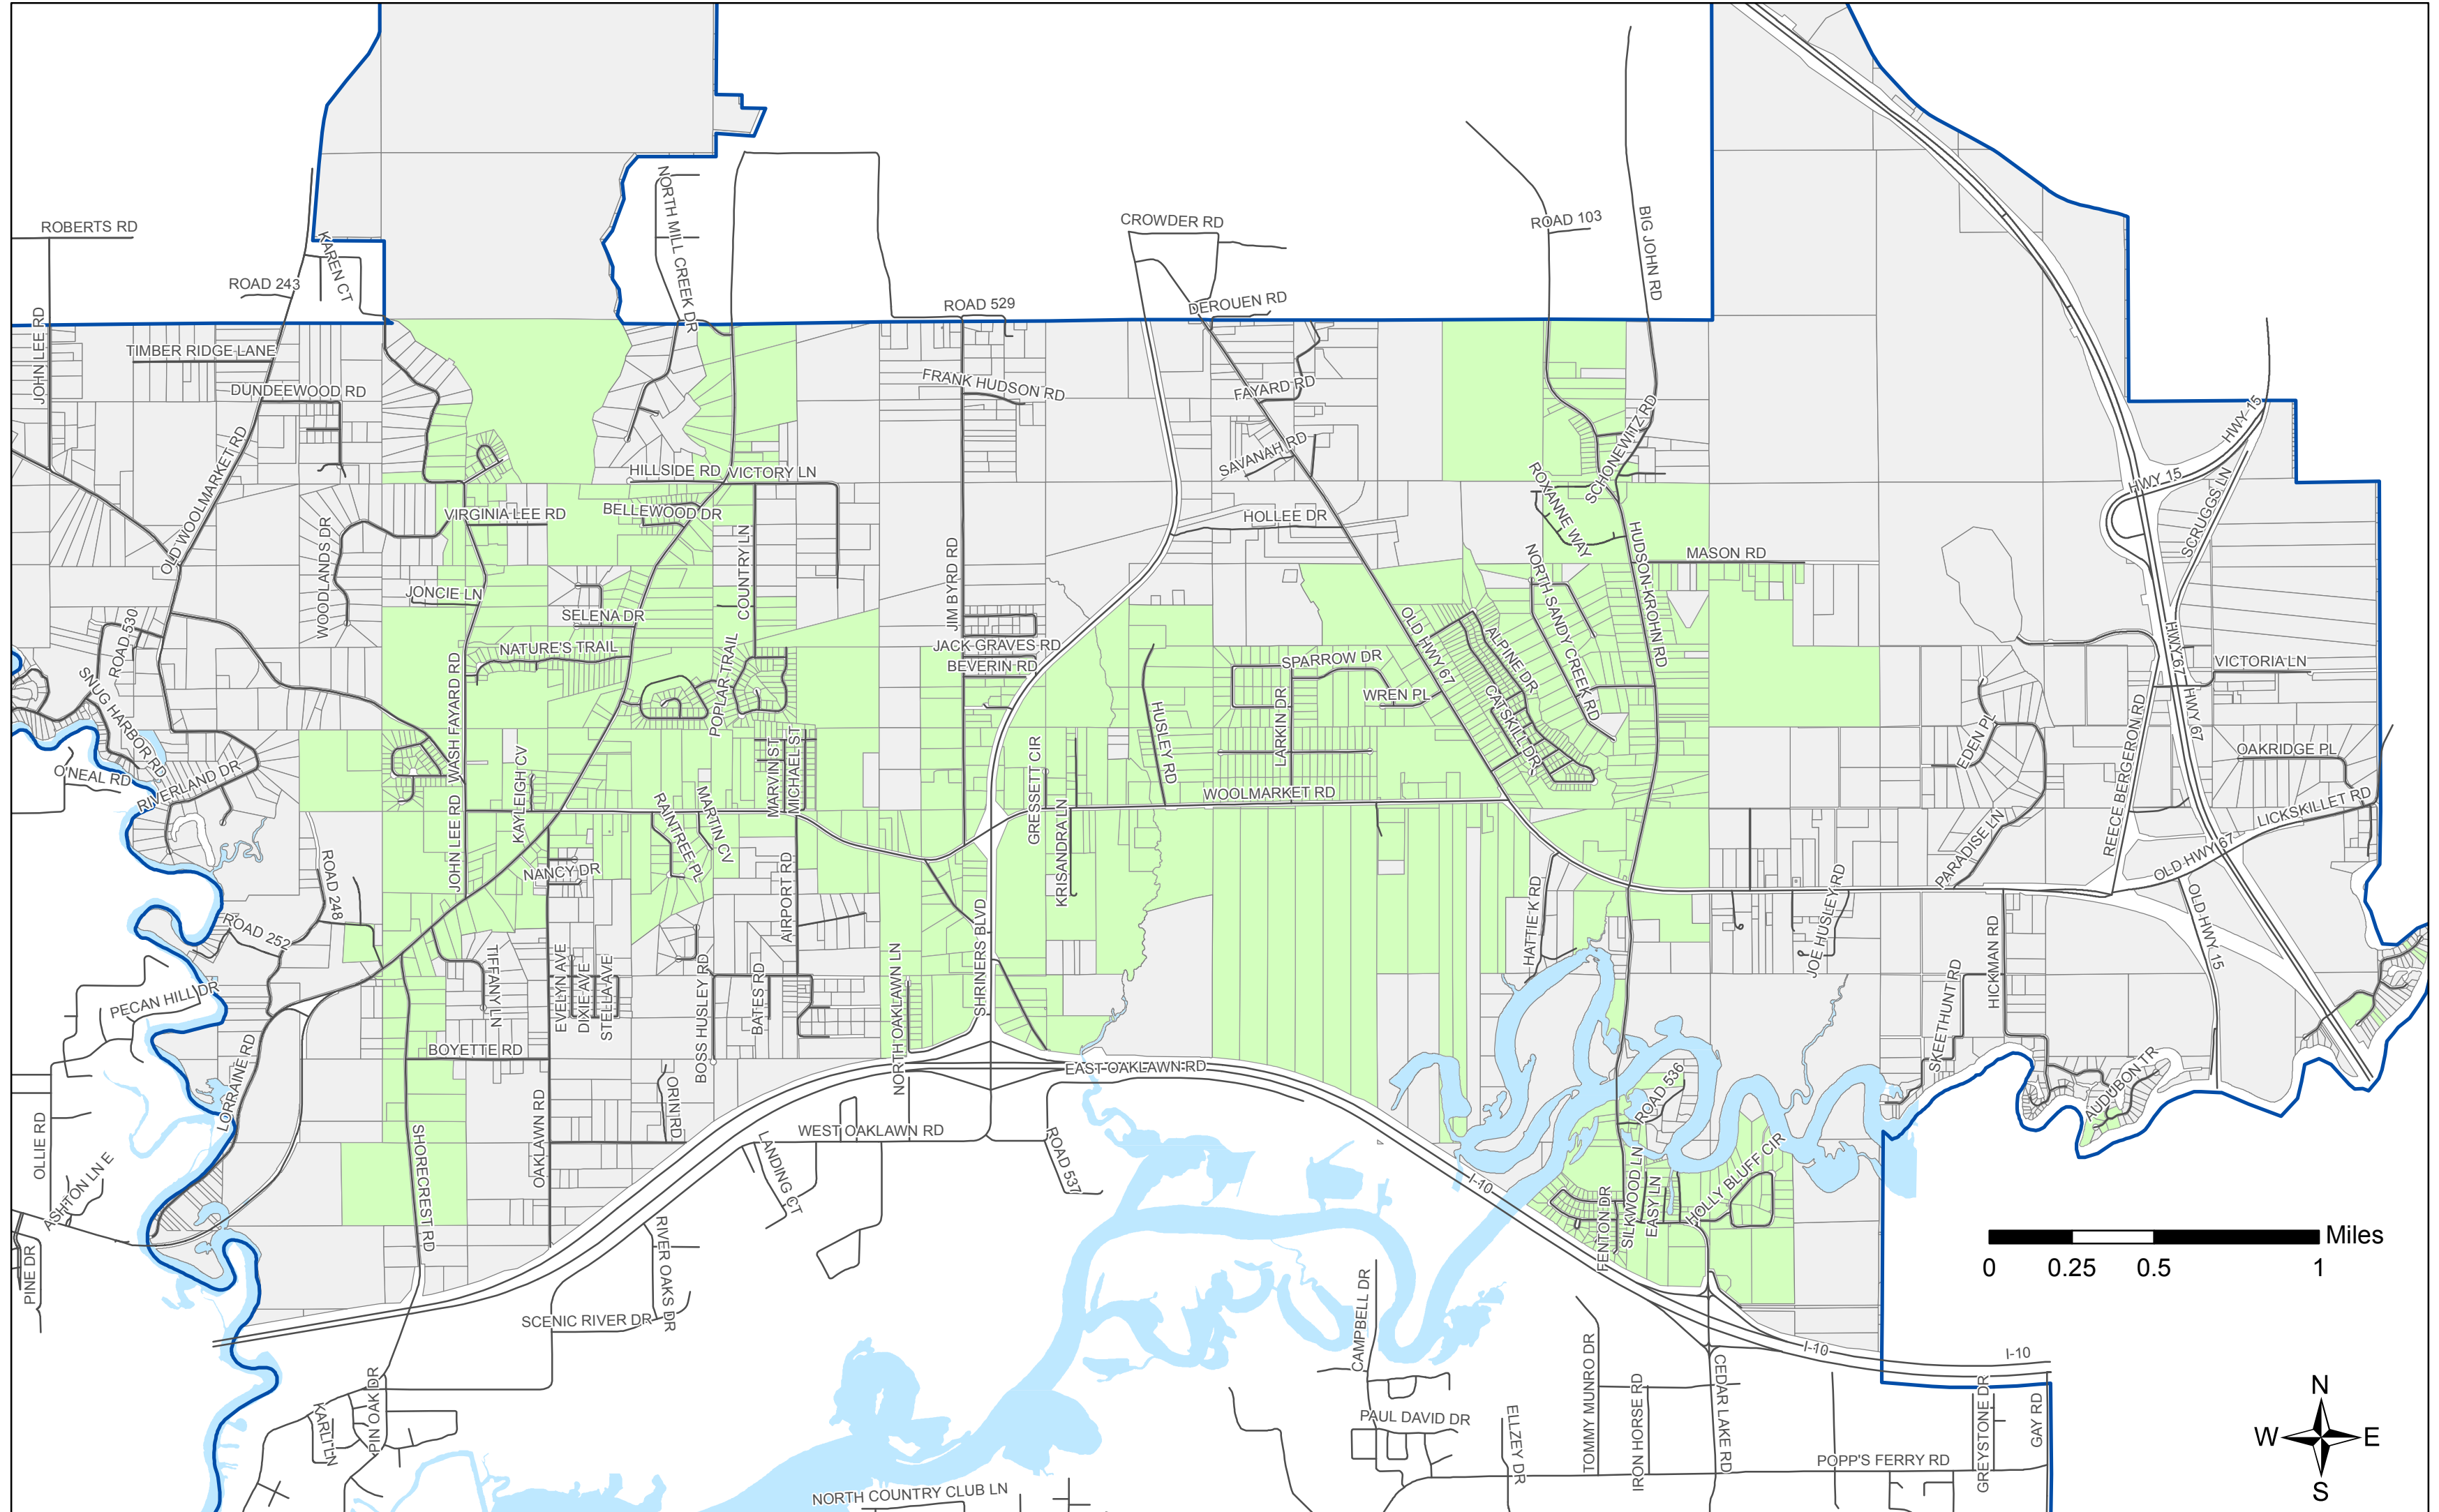 ROBERTS RD
JOHN LEE RD
ROAD 243
KAREN CT
NORTH MILL CREEK DR
ROAD 529
CROWDER RD
DEROUEN RD
ROAD 103
BIG JOHN RD
TIMBER RIDGE LANE
DUNDEEWOOD RD
OLD WOOLMARKET RD
FRANK HUDSON RD
FAYARD RD
SAVANAH RD
SCHONEWITZ RD
ROXANNE WAY
HWY 15
HWY 15
SCRUGGS LN
HILLSIDE RD
VICTORY LN
VIRGINIA LEE RD
BELLEWOOD DR
HOLLEE DR
WOODLANDS DR
COUNTRY LN
JIM BYRD RD
HUDSON-KROHN RD
MASON RD
JONCIE LN
SELENA DR
NATURE'S TRAIL
POPLAR TRAIL
JACK GRAVES RD
BEVERIN RD
OLD HWY 67
NORTH SANDY CREEK RD
ALPINE DR
CATSKILL DR
SPARROW DR
WREN PL
LARKIN DR
HUSLEY RD
HWY 67
HWY 67
VICTORIA LN
ROAD 530
SNUG HARBOR RD
O'NEAL RD
RIVERLAND DR
WASH FAYARD RD
JOHN LEE RD
KAYLEIGH CV
RAINTREE PL
MARTIN CV
MARVIN ST
MICHAEL ST
GRESSETT CIR
KRISANDRA LN
WOOLMARKET RD
EDEN PL
PARADISE LN
REECE BERGERON RD
OAKRIDGE PL
LICKSKILLET RD
OLD HWY 67
OLD HWY 15
ROAD 248
ROAD 252
NANCY DR
AIRPORT RD
HATTIE K RD
JOE HUSLEY RD
HICKMAN RD
SKEETHUNT RD
PECAN HILL DR
TIFFANY LN
EVELYN AVE
DIXIE AVE
STELLA AVE
BOSS HUSLEY RD
BATES RD
NORTH OAKLAWN LN
SHRINERS BLVD
BOYETTE RD
LORRAINE RD
ORIN RD
OAKLAWN RD
SHORECREST RD
EAST OAKLAWN RD
WEST OAKLAWN RD
LANDING CT
ROAD 537
ROAD 536
AUDUBON TR
OLLIE RD
ASHTON LN E
PINE DR
I-10
FENTON DR
SILKWOOD LN
EASY LN
HOLLY BLUFF CIR
RIVER OAKS DR
SCENIC RIVER DR
CAMPBELL DR
TOMMY MUNRO DR
IRON HORSE RD
CEDAR LAKE RD
I-10
I-10
GREYSTONE DR
GAY RD
KARLI LN
PIN OAK DR
PAUL DAVID DR
ELLZEY DR
POPP'S FERRY RD
NORTH COUNTRY CLUB LN
Miles
0 0.25 0.5 1
N
W E
S